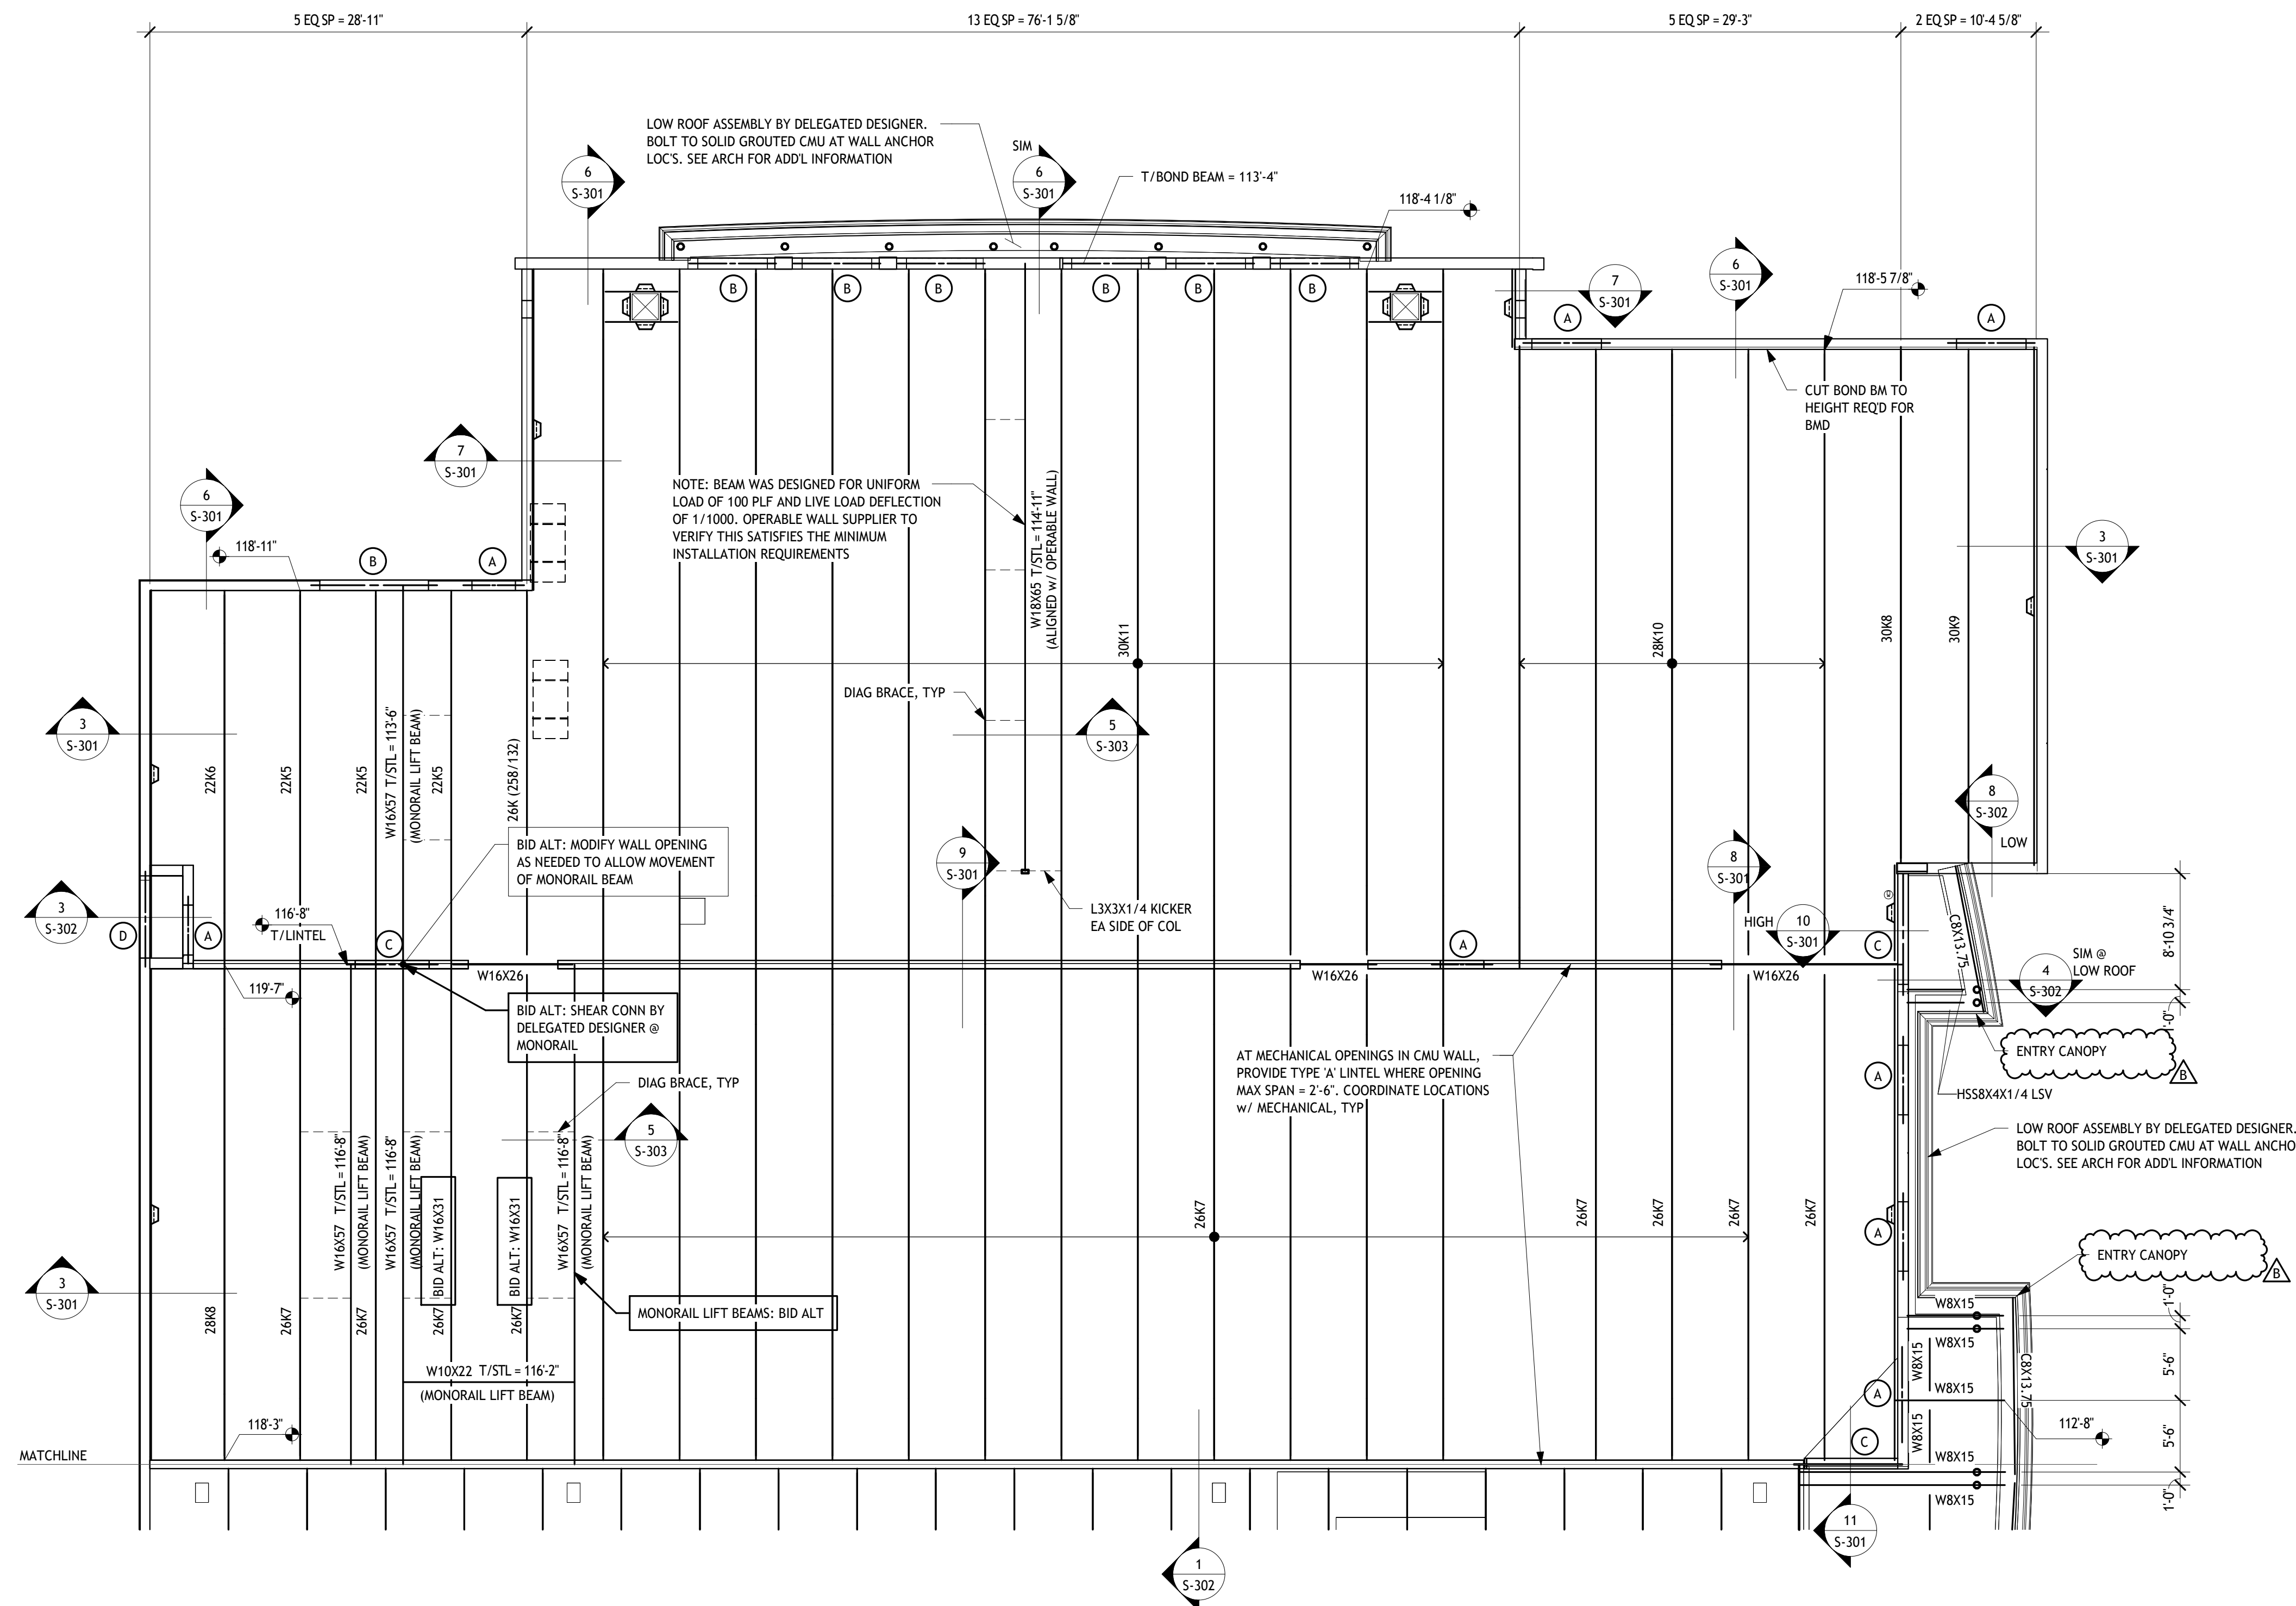 5 EQ SP = 28'-11"
13 EQ SP = 76'-1 5/8"
5 EQ SP = 29'-3"
2 EQ SP = 10'-4 5/8"
LOW ROOF ASSEMBLY BY DELEGATED DESIGNER.
BOLT TO SOLID GROUTED CMU AT WALL ANCHOR
LOC'S. SEE ARCH FOR ADD'L INFORMATION
6
S-301
SIM
6
S-301
T/BOND BEAM = 113'-4"
118'-4 1/8"
6
S-301
7
S-301
118'-5 7/8"
B
B
B
B
B
B
A
A
CUT BOND BM TO
HEIGHT REQ'D FOR
BMD
7
S-301
6
S-301
NOTE: BEAM WAS DESIGNED FOR UNIFORM
LOAD OF 100 PLF AND LIVE LOAD DEFLECTION
OF 1/1000. OPERABLE WALL SUPPLIER TO
VERIFY THIS SATISFIES THE MINIMUM
INSTALLATION REQUIREMENTS
W18X65 T/STL = 114'-11"
(ALIGNED w/ OPERABLE WALL)
118'-11"
B
A
3
S-301
30K11
28K10
30K8
30K9
DIAG BRACE, TYP
5
S-303
3
S-301
22K6
22K5
22K5
W16X57 T/STL = 113'-6"
(MONORAIL LIFT BEAM)
22K5
26K (258/132)
8
S-302
LOW
BID ALT: MODIFY WALL OPENING
AS NEEDED TO ALLOW MOVEMENT
OF MONORAIL BEAM
9
S-301
8
S-301
L3X3X1/4 KICKER
EA SIDE OF COL
3
S-302
D
A
116'-8"
T/LINTEL
C
A
HIGH
10
S-301
C
C8X13.75
8'-10 3/4"
SIM @
LOW ROOF
4
S-302
W16X26
W16X26
W16X26
119'-7"
BID ALT: SHEAR CONN BY
DELEGATED DESIGNER @
MONORAIL
1'-0"
ENTRY CANOPY
B
AT MECHANICAL OPENINGS IN CMU WALL,
PROVIDE TYPE 'A' LINTEL WHERE OPENING
MAX SPAN = 2'-6". COORDINATE LOCATIONS
w/ MECHANICAL, TYP
A
HSS8X4X1/4 LSV
DIAG BRACE, TYP
5
S-303
LOW ROOF ASSEMBLY BY DELEGATED DESIGNER.
BOLT TO SOLID GROUTED CMU AT WALL ANCHO
LOC'S. SEE ARCH FOR ADD'L INFORMATION
W16X57 T/STL = 116'-8"
(MONORAIL LIFT BEAM)
W16X57 T/STL = 116'-8"
(MONORAIL LIFT BEAM)
BID ALT: W16X31
BID ALT: W16X31
W16X57 T/STL = 116'-8"
(MONORAIL LIFT BEAM)
26K7
26K7
26K7
26K7
26K7
A
ENTRY CANOPY
B
3
S-301
28K8
26K7
26K7
26K7
26K7
MONORAIL LIFT BEAMS: BID ALT
W8X15
1'-0"
W8X15
W8X15
C8X13.75
5'-6"
W10X22 T/STL = 116'-2"
(MONORAIL LIFT BEAM)
A
W8X15
118'-3"
C
W8X15
112'-8"
5'-6"
MATCHLINE
W8X15
W8X15
1'-0"
11
S-301
1
S-302